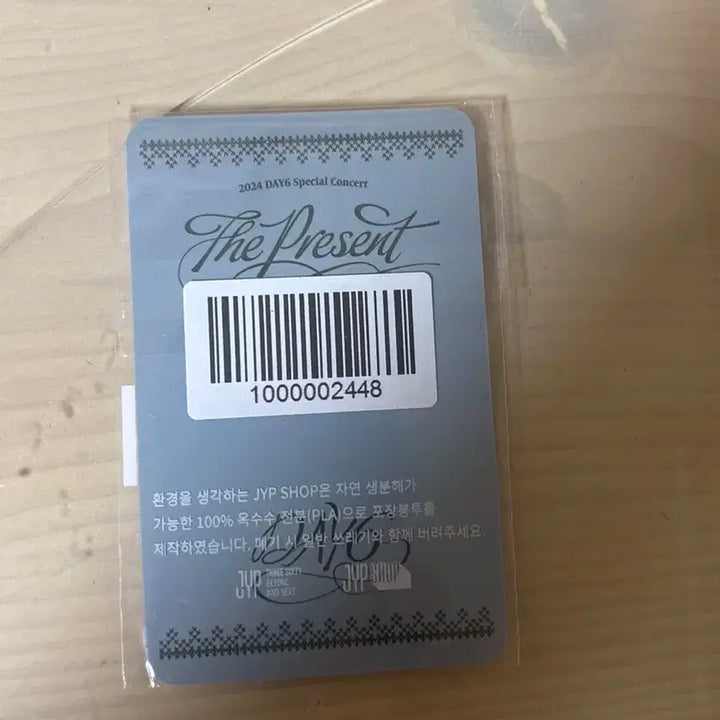 2024 DAY6 Special Concert
The Present
1000002448
환경을 생각하는 JYP SHOP은 자연 생분해가
가능한 100% 옥수수 전분(PLA)으로 포장봉투를
제작하였습니다. 폐기 시 일반 쓰레기와 함께 버려주세요.
DAY6
JYP THREE SIXTY JYP SHOP
BEYOND
AND NEXT